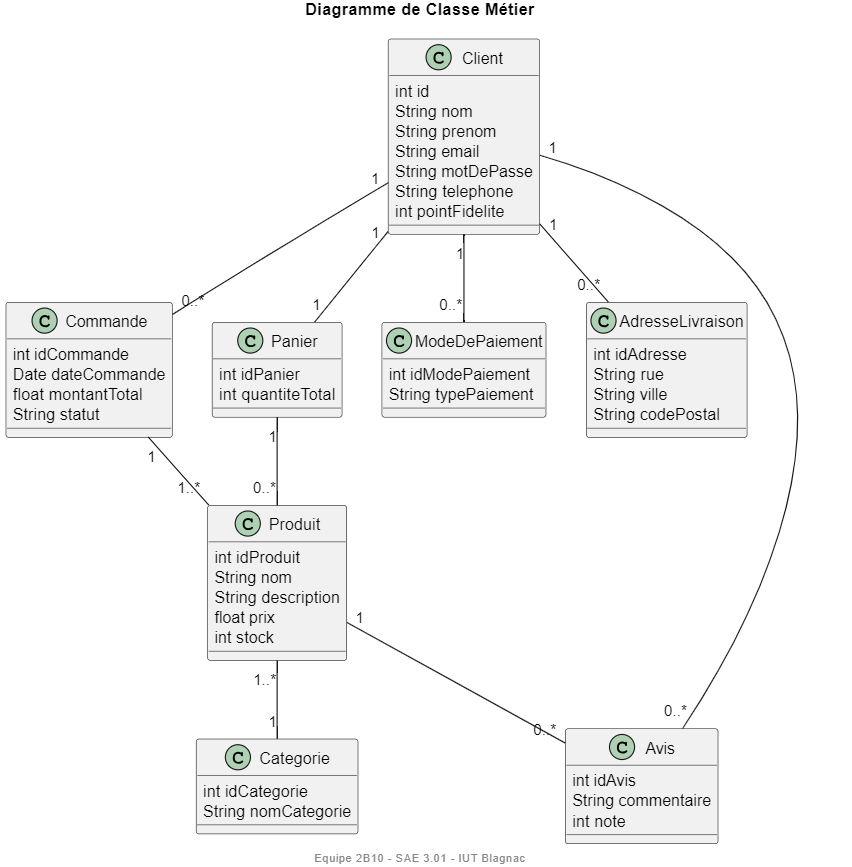 Diagramme de Classe Métier
C Client
int id
String nom
String prenom
String email
String motDePasse
String telephone
int pointFidelite
1
1
1
1
1
0..*
1
0..*
0..*
C Commande
int idCommande
Date dateCommande
float montantTotal
String statut
C Panier
int idPanier
int quantiteTotal
C ModeDePaiement
int idModePaiement
String typePaiement
C AdresseLivraison
int idAdresse
String rue
String ville
String codePostal
1
1
1..*
0..*
C Produit
int idProduit
String nom
String description
float prix
int stock
1
1..*
1
0..*
0..*
C Categorie
int idCategorie
String nomCategorie
C Avis
int idAvis
String commentaire
int note
Equipe 2B10 - SAE 3.01 - IUT Blagnac